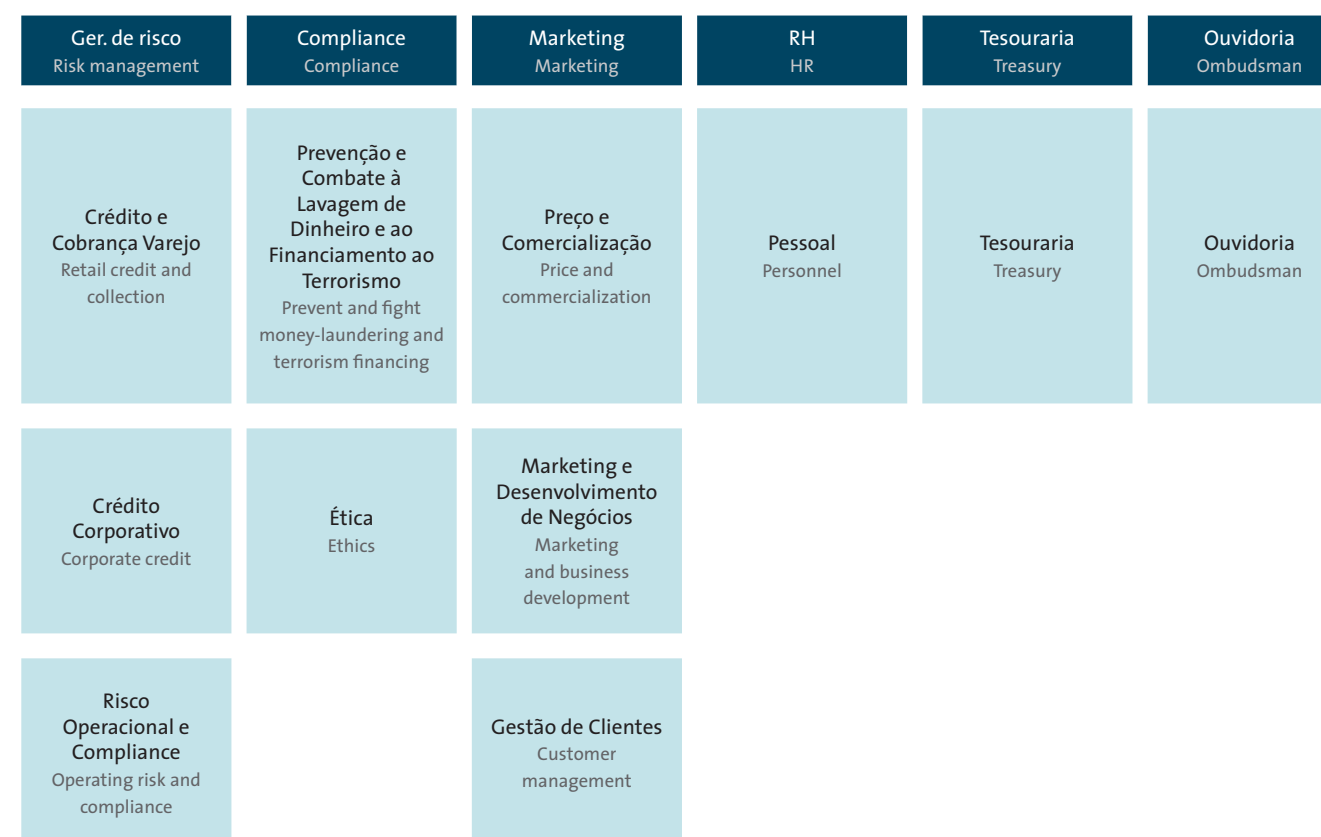 Ger. de risco
Risk management
Compliance
Compliance
Marketing
Marketing
RH
HR
Tesouraria
Treasury
Ouvidoria
Ombudsman
Crédito e
Cobrança Varejo
Retail credit and
collection
Prevenção e
Combate à
Lavagem de
Dinheiro e ao
Financiamento ao
Terrorismo
Prevent and fight
money-laundering and
terrorism financing
Preço e
Comercialização
Price and
commercialization
Pessoal
Personnel
Tesouraria
Treasury
Ouvidoria
Ombudsman
Crédito
Corporativo
Corporate credit
Ética
Ethics
Marketing e
Desenvolvimento
de Negócios
Marketing
and business
development
Risco
Operacional e
Compliance
Operating risk and
compliance
Gestão de Clientes
Customer
management